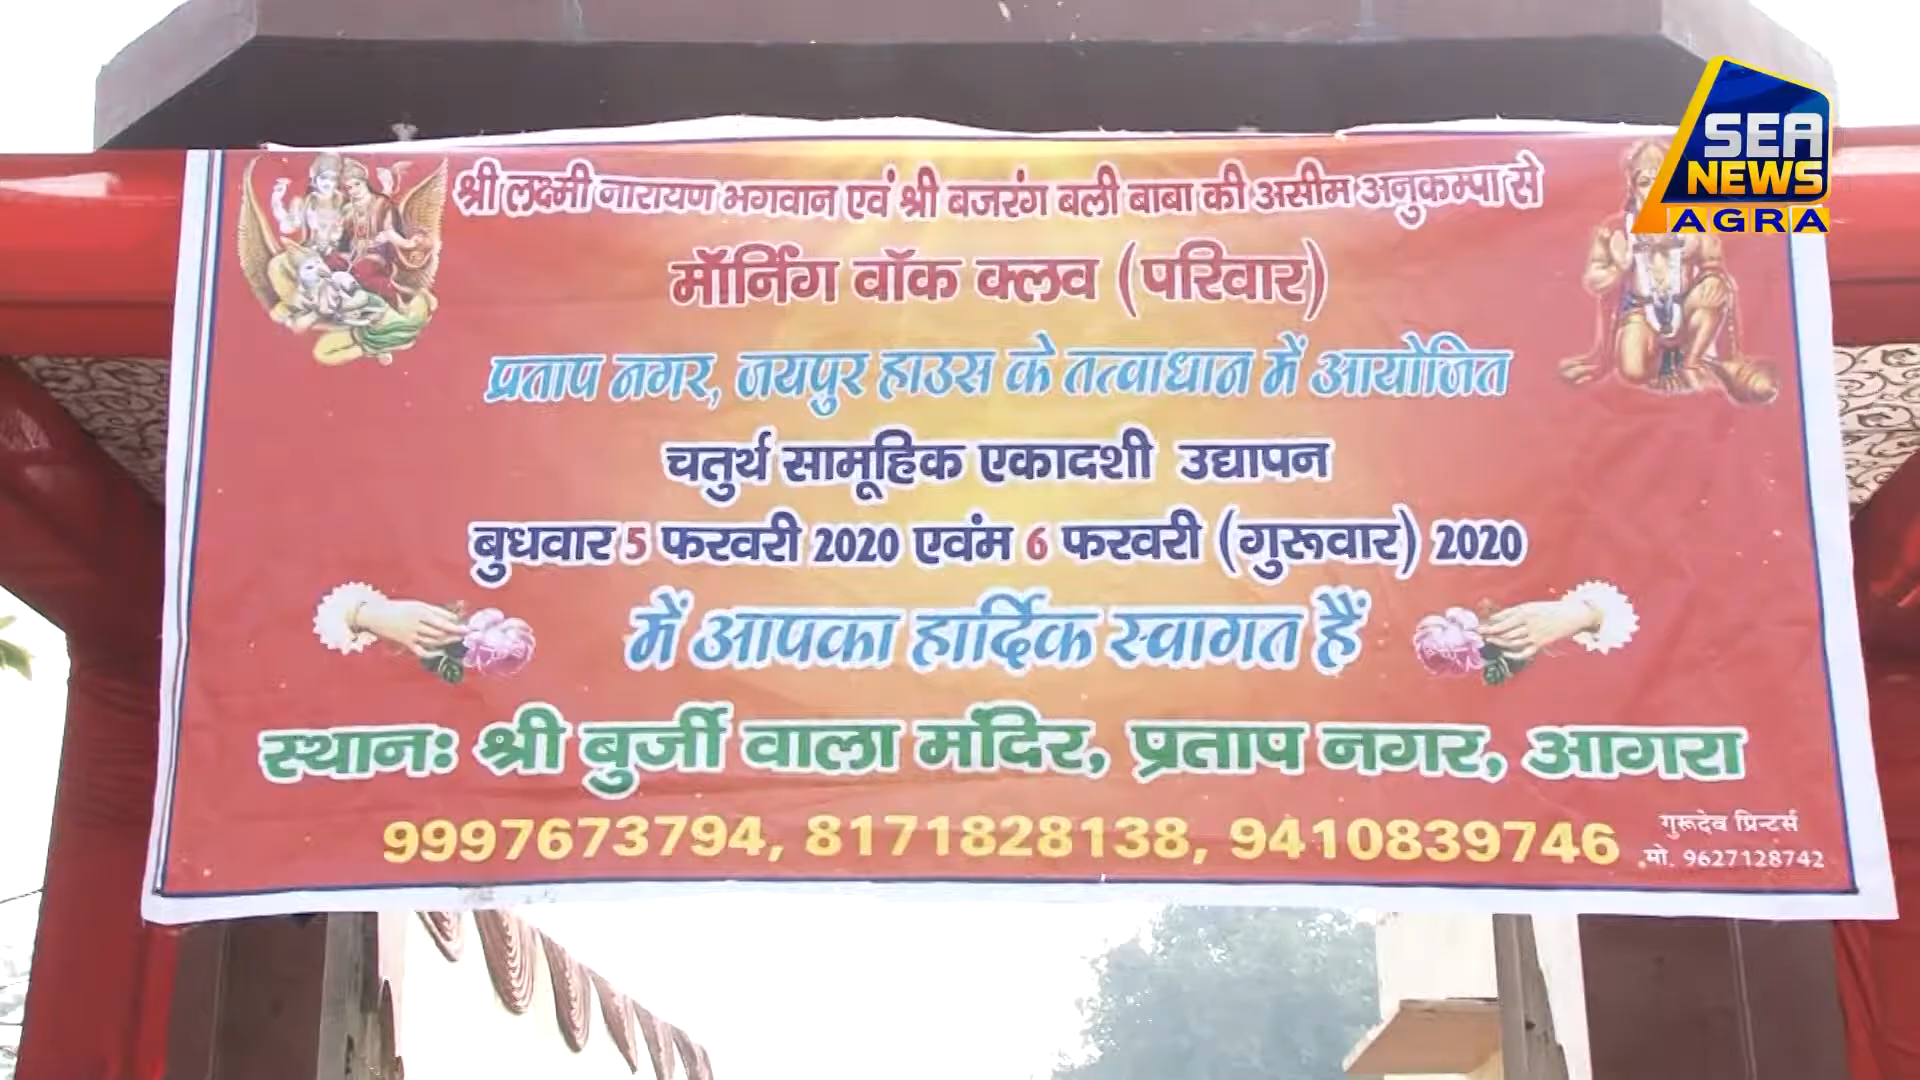 श्री लक्ष्मी नारायण भगवान एवं श्री बजरंग बली बाबा की असीम अनुकम्पा से
मॉर्निंग वॉक क्लव (परिवार)
प्रताप नगर, जयपुर हाउस के तत्वाधान में आयोजित
चतुर्थ सामूहिक एकादशी उद्यापन
बुधवार 5 फरवरी 2020 एवंम 6 फरवरी (गुरूवार) 2020
में आपका हार्दिक स्वागत हैं
स्थानः श्री बुर्जी वाला मंदिर, प्रताप नगर, आगरा
9997673794, 8171828138, 9410839746
गुरूदेव प्रिन्टर्स
मो. 9627128742
SEA
NEWS
AGRA